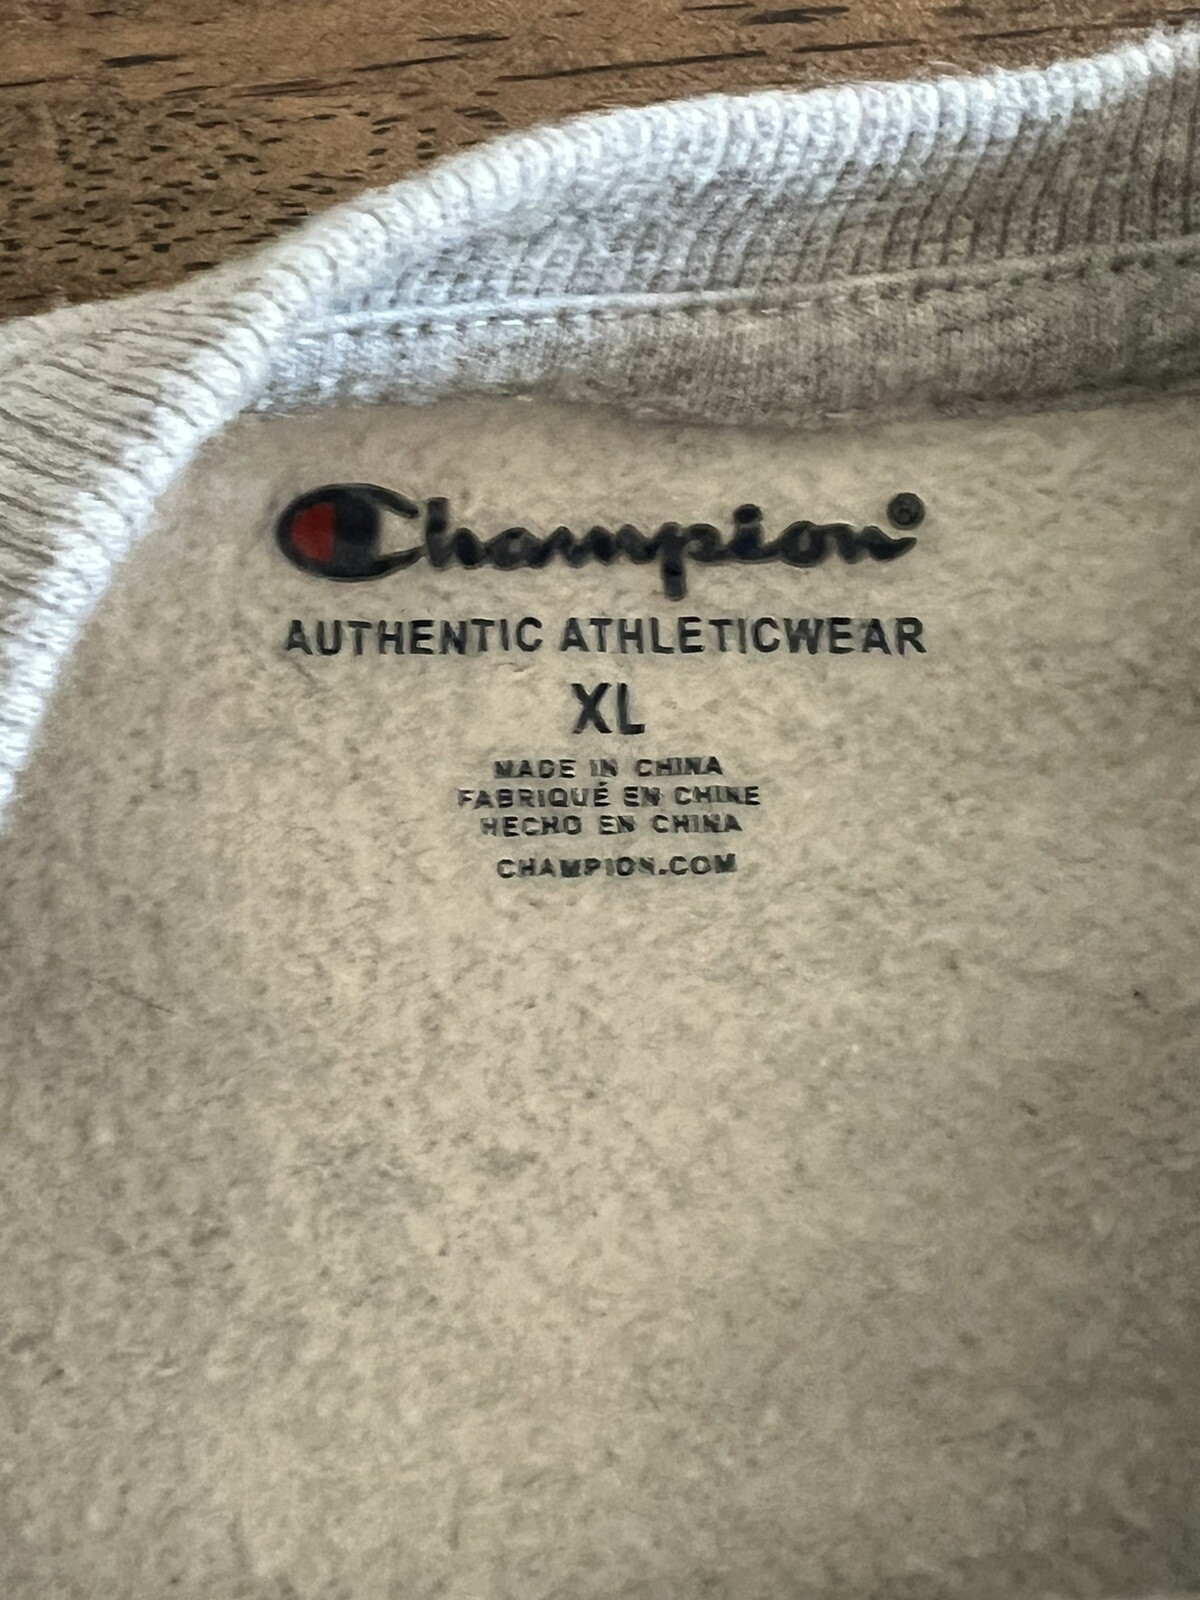 Champion®
AUTHENTIC ATHLETICWEAR
XL
MADE IN CHINA
FABRIQUÉ EN CHINE
HECHO EN CHINA
CHAMPION.COM